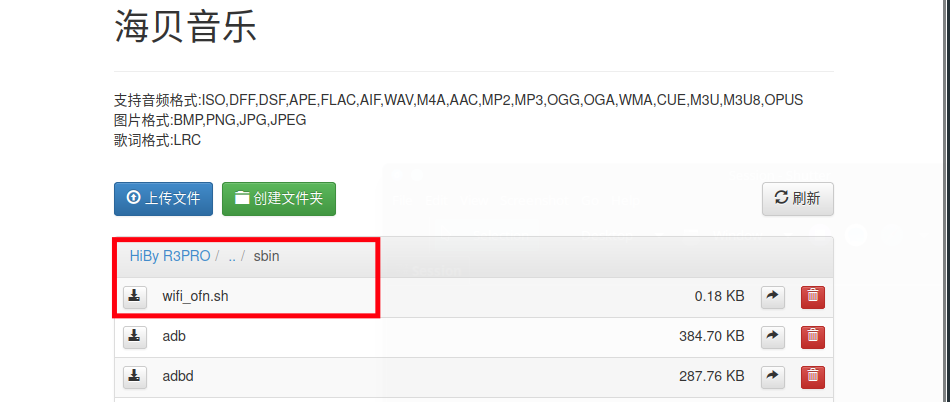 海贝音乐
支持音频格式:ISO,DFF,DSF,APE,FLAC,AIF,WAV,M4A,AAC,MP2,MP3,OGG,OGA,WMA,CUE,M3U,M3U8,OPUS
图片格式:BMP,PNG,JPG,JPEG
歌词格式:LRC
上传文件 创建文件夹 刷新
HiBy R3PRO / .. / sbin
wifi_ofn.sh 0.18 KB
adb 384.70 KB
adbd 287.76 KB